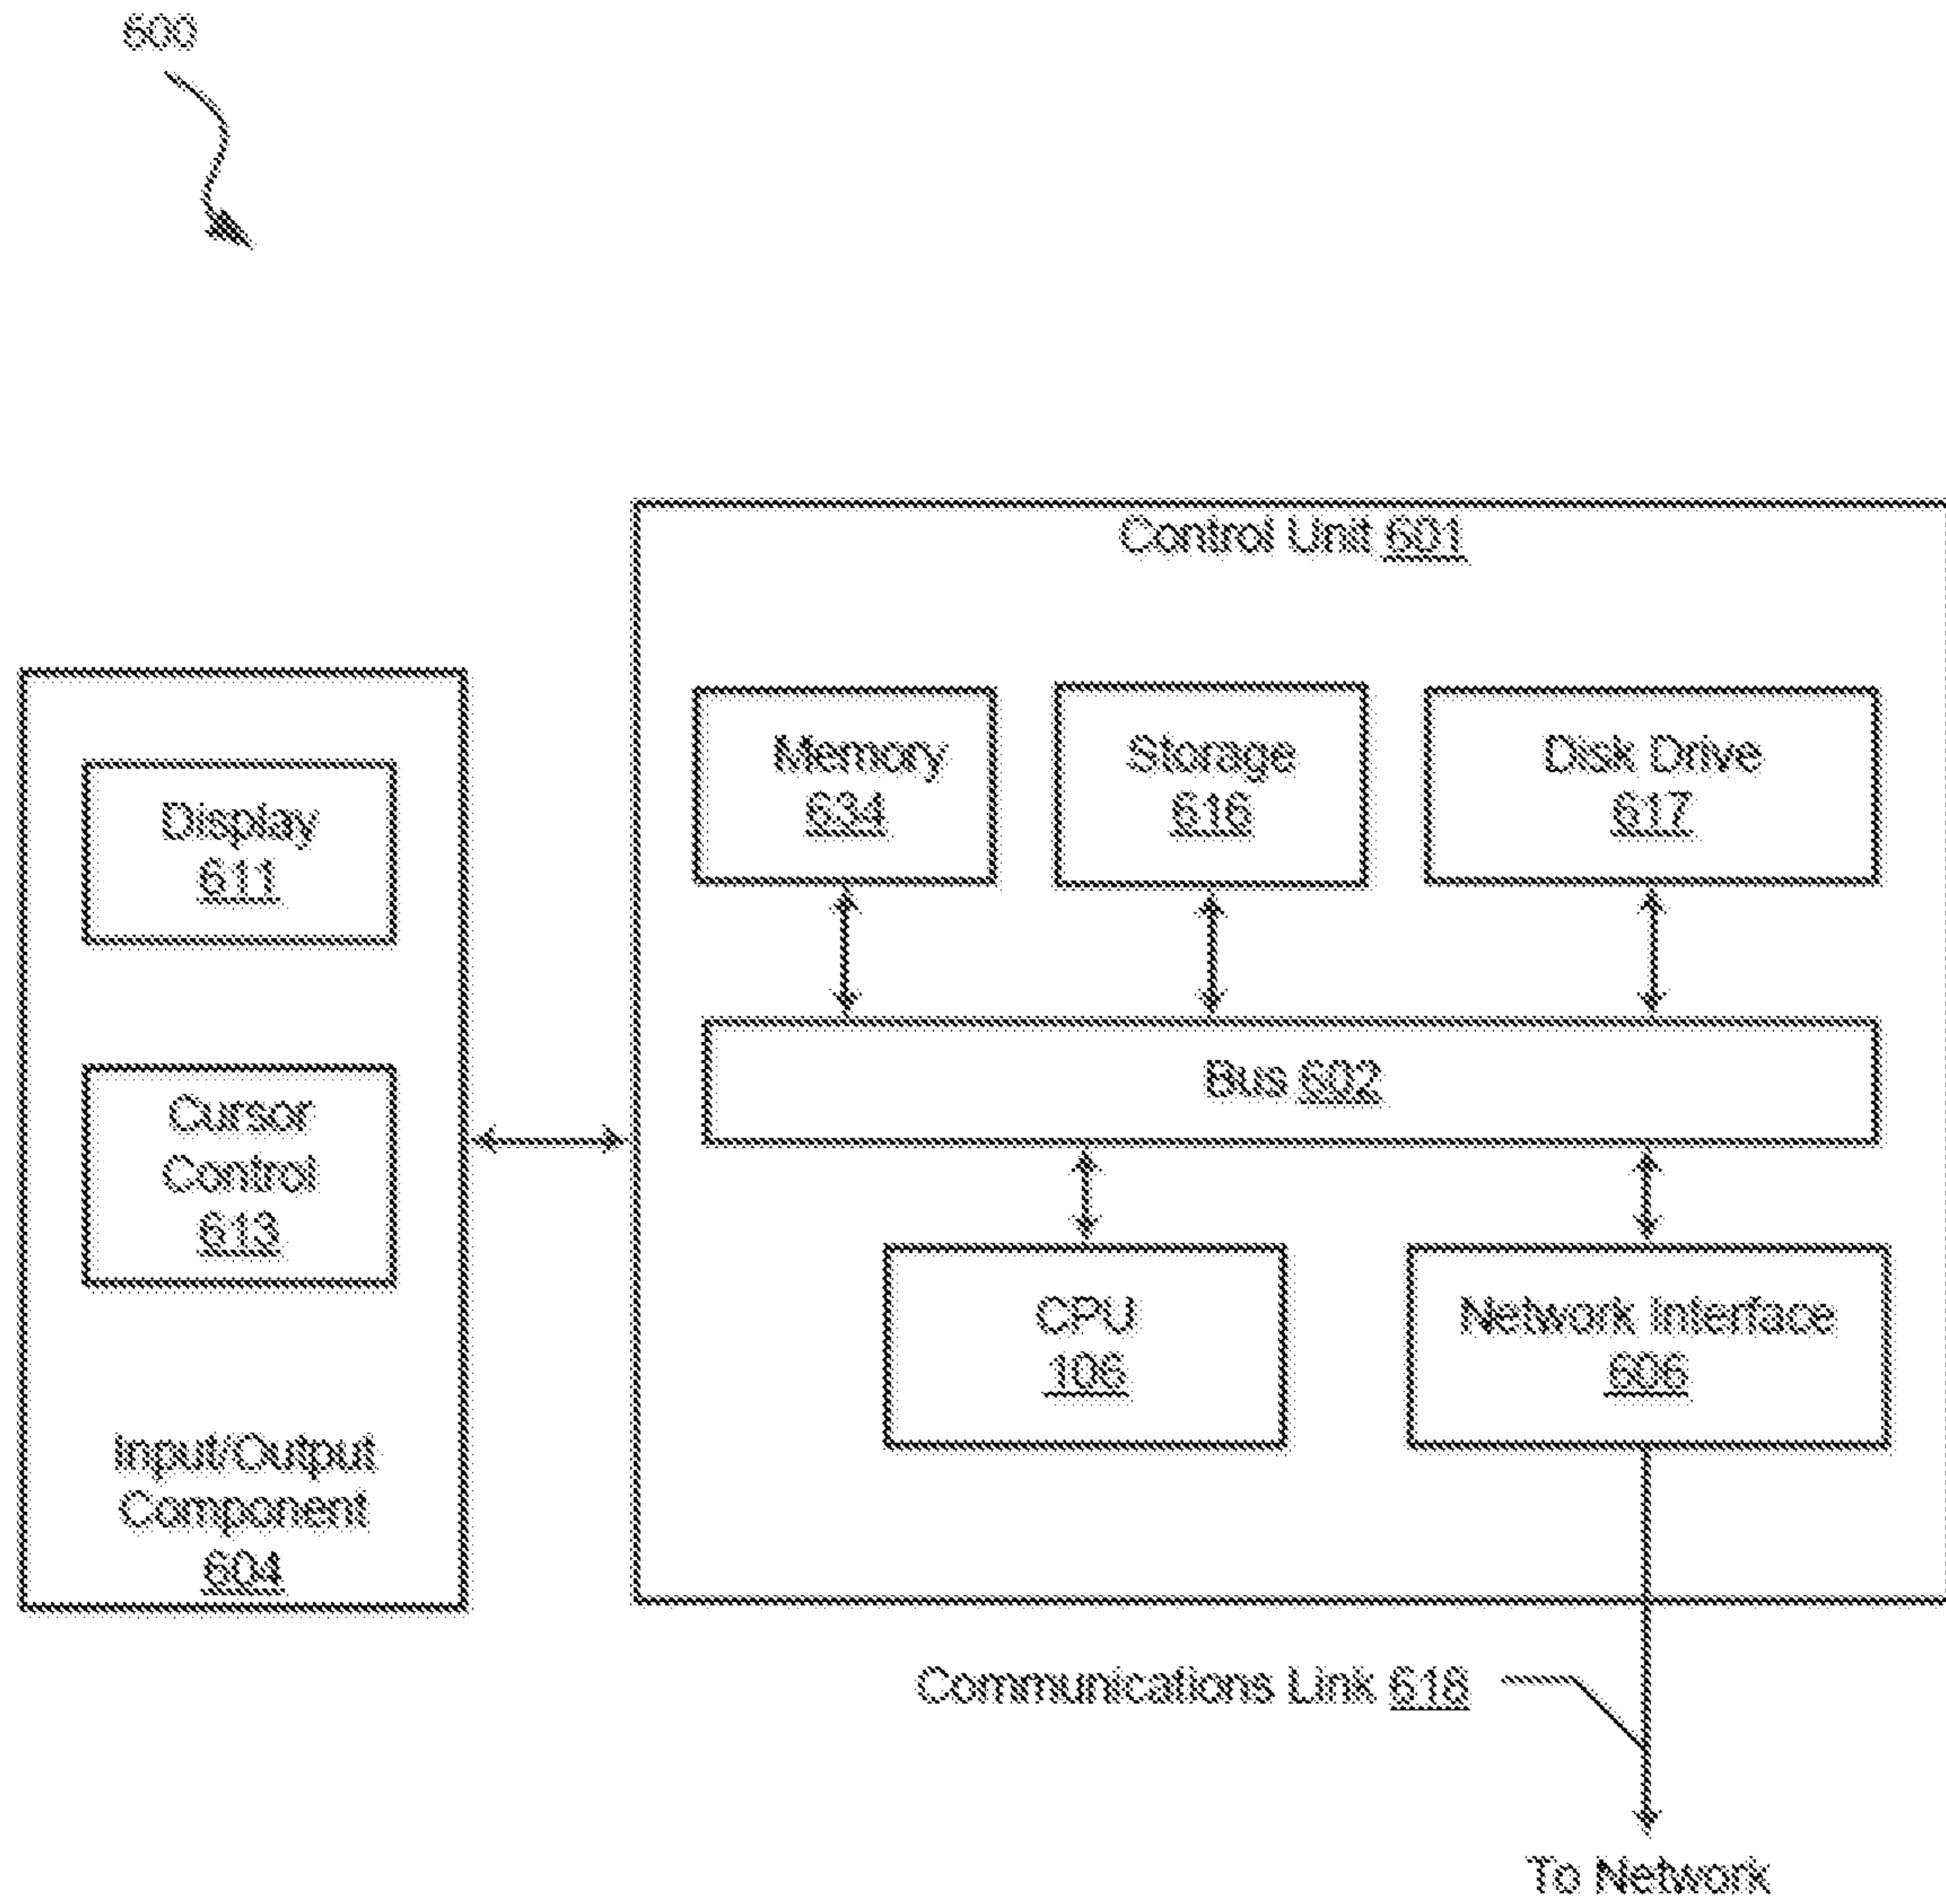 600
Control Unit 601
Memory
634
Storage
616
Disk Drive
617
Display
611
Bus 602
Cursor
Control
613
CPU
106
Network Interface
606
Input/Output
Component
604
Communications Link 618
To Network